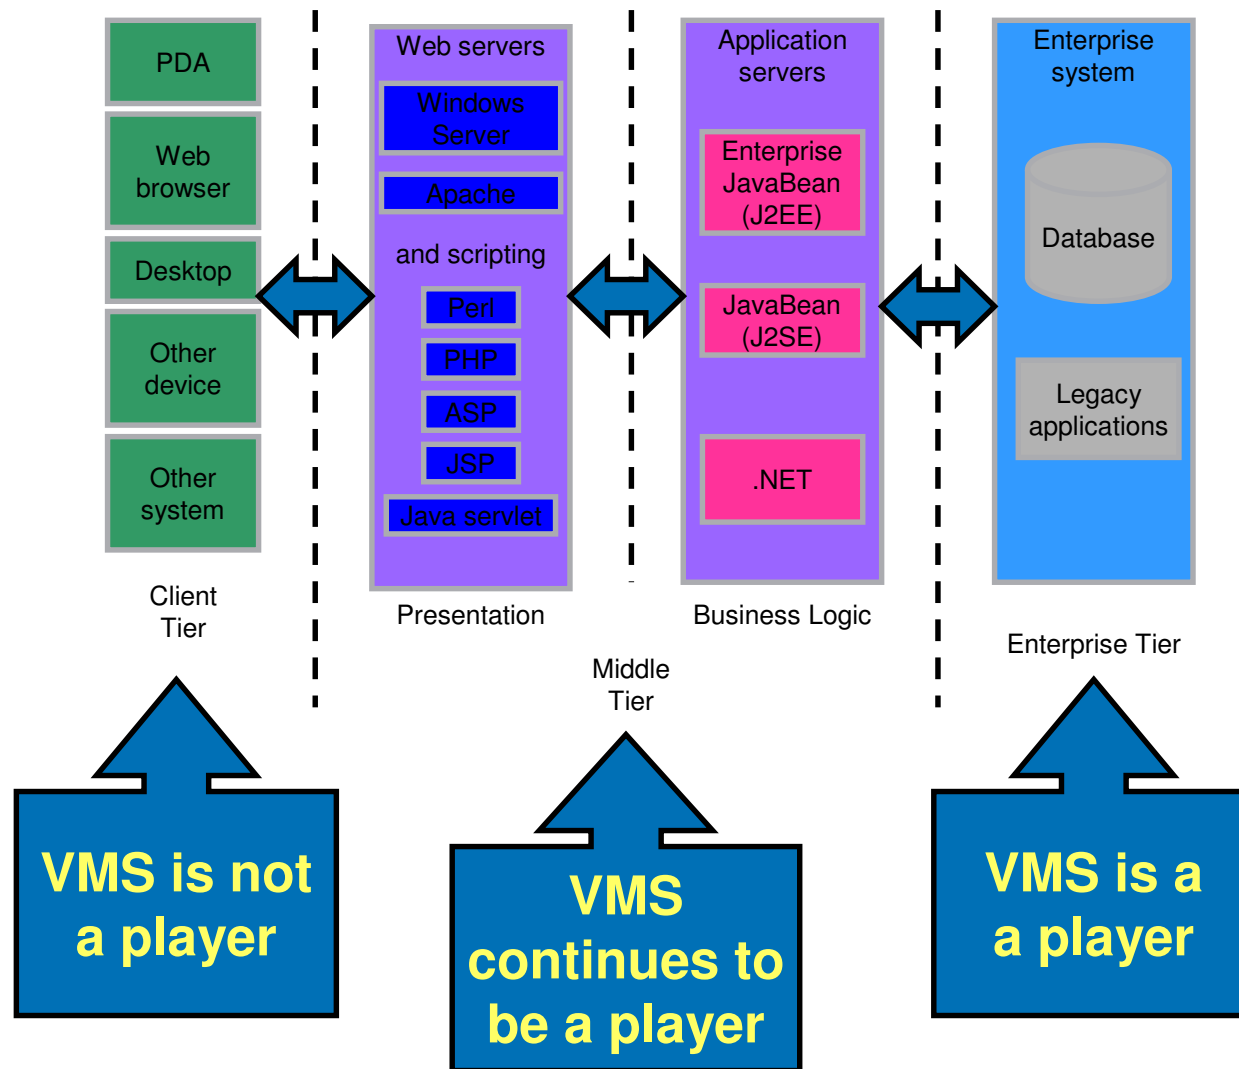 PDA
Web
browser
Desktop
Other
device
Other
system
Client
Tier
Web servers
Windows
Server
Apache
and scripting
Perl
PHP
ASP
JSP
Java servlet
Presentation
Application
servers
Enterprise
JavaBean
(J2EE)
JavaBean
(J2SE)
.NET
Business Logic
Middle
Tier
Enterprise
system
Database
Legacy
applications
Enterprise Tier
VMS is not
a player
VMS
continues to
be a player
VMS is a
a player